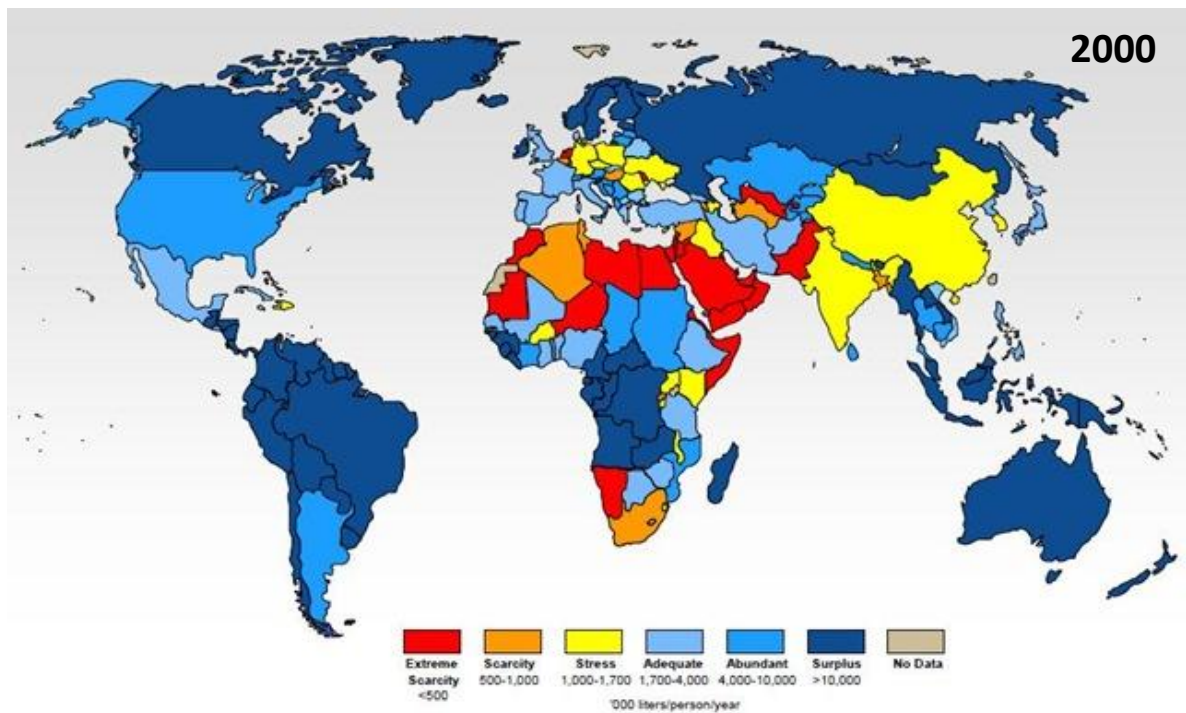 2000
Extreme Scarcity <500
Scarcity 500-1,000
Stress 1,000-1,700
Adequate 1,700-4,000
Abundant 4,000-10,000
Surplus >10,000
No Data
'000 liters/person/year